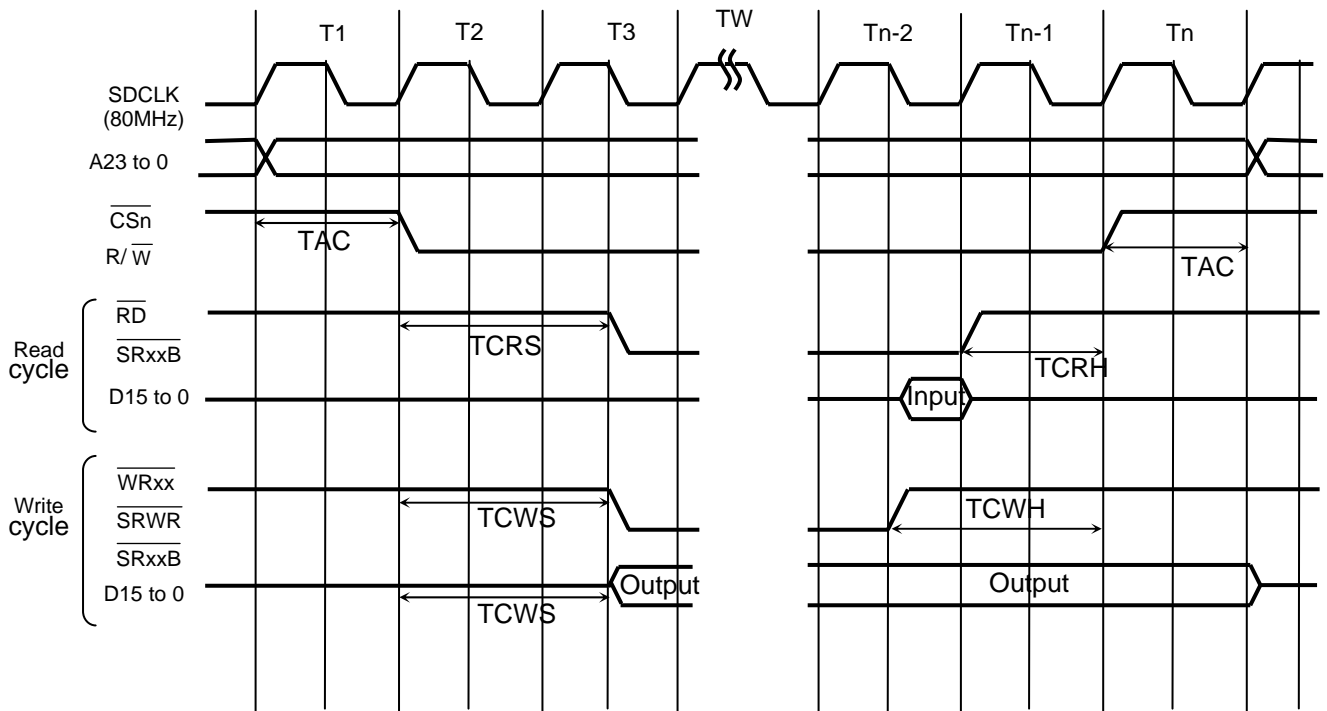 T1 T2 T3 TW Tn-2 Tn-1 Tn
SDCLK
(80MHz)
A23 to 0
CSn
TAC
R/ W
TAC
Read
cycle
RD
TCRS
SRxxB
TCRH
D15 to 0
Input
Write
cycle
WRxx
TCWS
TCWH
SRWR
SRxxB
Output
Output
D15 to 0
TCWS